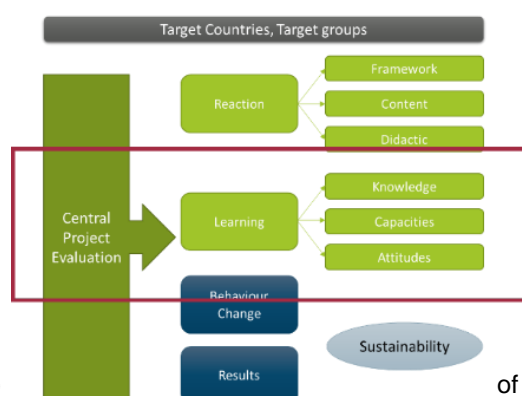 Target Countries, Target groups
Framework
Reaction
Content
Didactic
Knowledge
Central
Project
Evaluation
Learning
Capacities
Attitudes
Behaviour
Change
Sustainability
Results
of